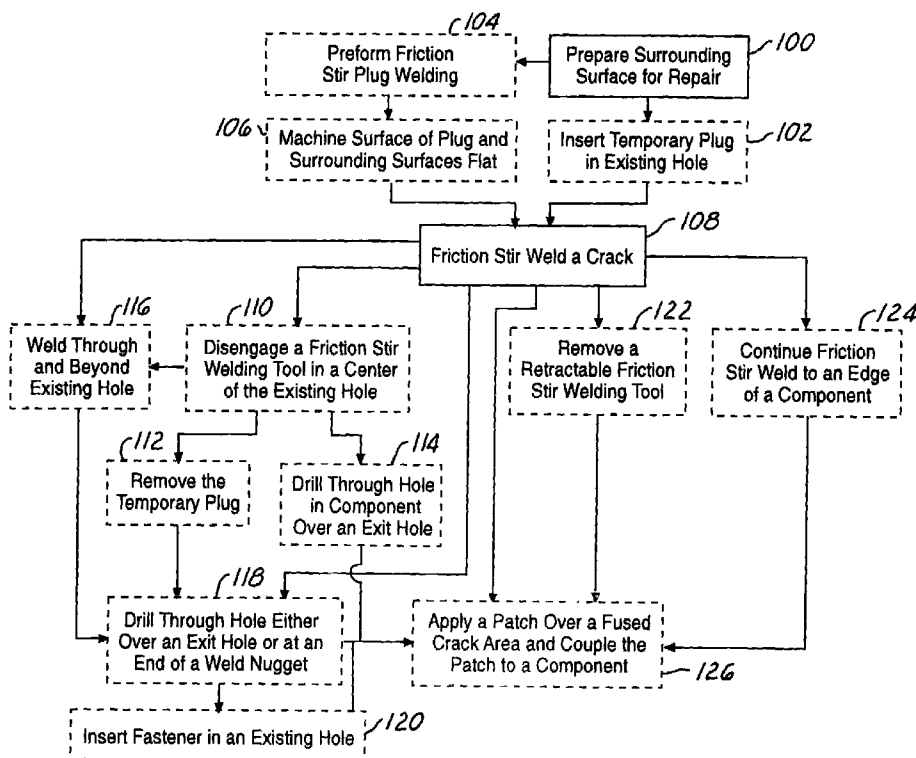 104
Preform Friction
Stir Plug Welding
100
Prepare Surrounding
Surface for Repair
106
Machine Surface of Plug and
Surrounding Surfaces Flat
102
Insert Temporary Plug
in Existing Hole
108
Friction Stir Weld a Crack
116
Weld Through
and Beyond
Existing Hole
110
Disengage a Friction Stir
Welding Tool in a Center
of the Existing Hole
122
Remove a
Retractable Friction
Stir Welding Tool
124
Continue Friction
Stir Weld to an Edge
of a Component
112
Remove the
Temporary Plug
114
Drill Through Hole
in Component
Over an Exit Hole
118
Drill Through Hole Either
Over an Exit Hole or at an
End of a Weld Nugget
Apply a Patch Over a Fused
Crack Area and Couple the
Patch to a Component
126
120
Insert Fastener in an Existing Hole